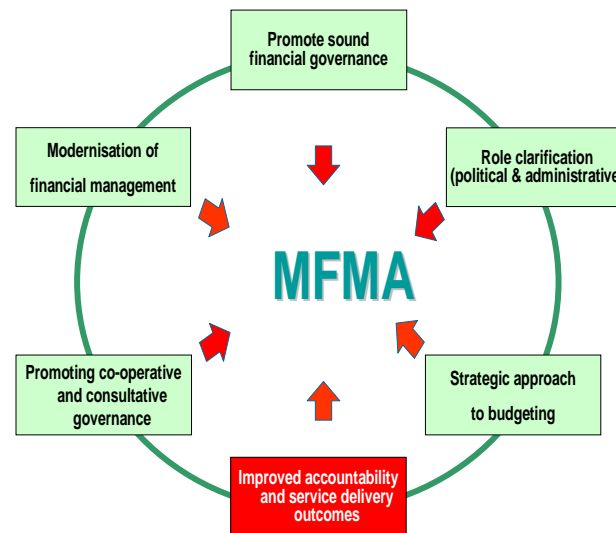 Promote sound
financial governance
Modernisation of
financial management
Role clarification
(political & administrative
MFMA
Promoting co-operative
and consultative
governance
Strategic approach
to budgeting
Improved accountability
and service delivery
outcomes